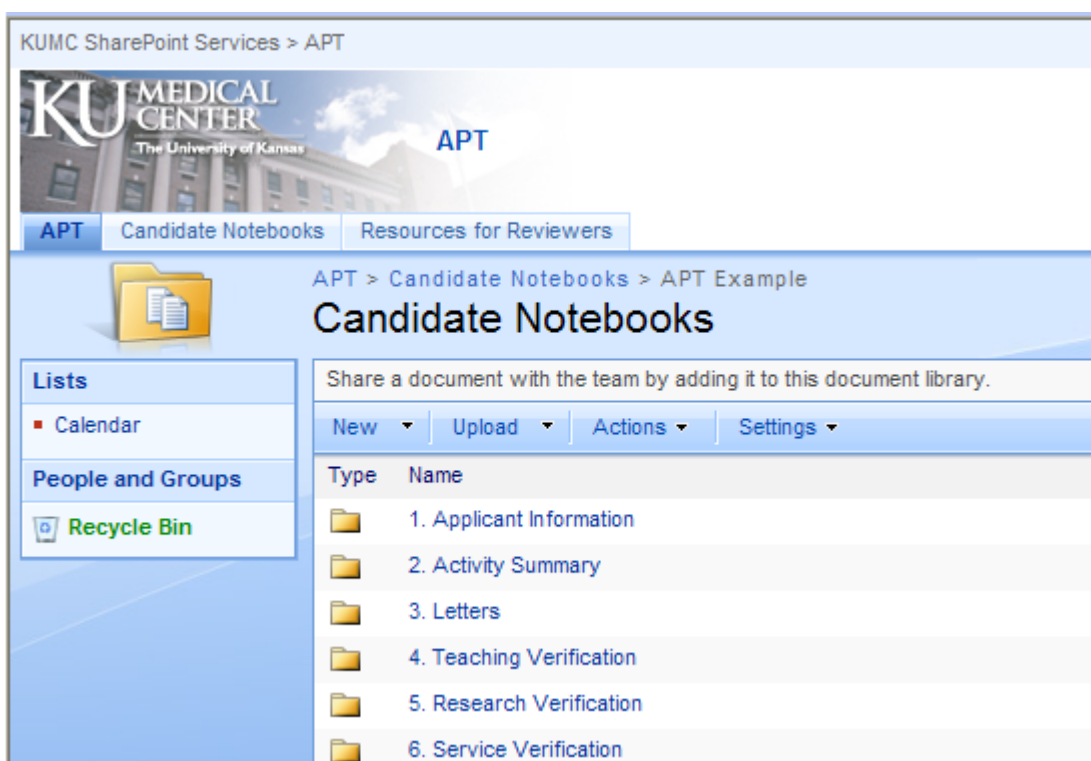 KUMC SharePoint Services > APT
KU MEDICAL
CENTER
The University of Kansas
APT
APT Candidate Notebooks Resources for Reviewers
APT > Candidate Notebooks > APT Example
Candidate Notebooks
Lists
Calendar
People and Groups
Recycle Bin
Share a document with the team by adding it to this document library.
New Upload Actions Settings
Type Name
1. Applicant Information
2. Activity Summary
3. Letters
4. Teaching Verification
5. Research Verification
6. Service Verification